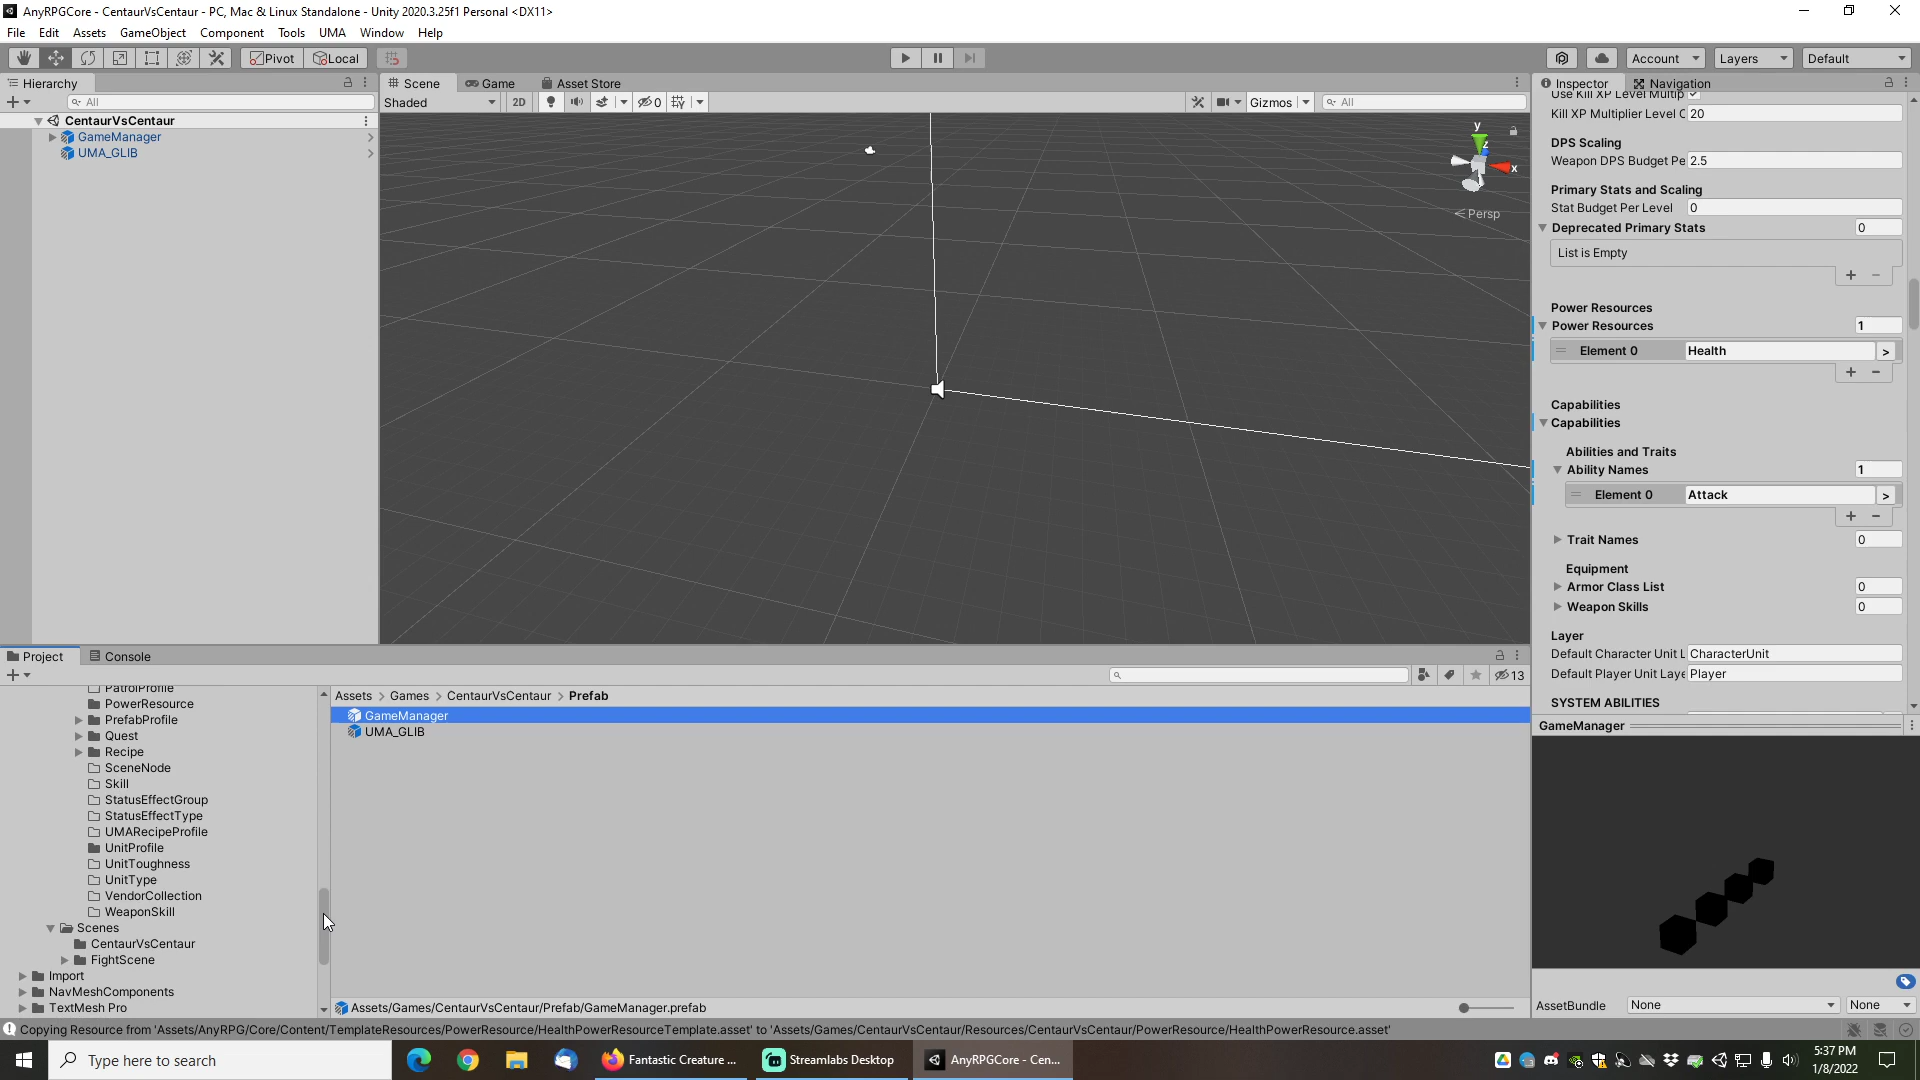 AnyRPGCore - CentaurVsCentaur - PC, Mac & Linux Standalone - Unity 2020.3.25f1 Personal <DX11>
File Edit Assets GameObject Component Tools UMA Window Help
Pivot Local Account Layers Default
Hierarchy
All
CentaurVsCentaur
GameManager
UMA_GLIB
Scene Game Asset Store
Shaded 2D 0 Gizmos All
y
z
x
Persp
Inspector Navigation
Use Kill XP Level Multip
Kill XP Multiplier Level C 20
DPS Scaling
Weapon DPS Budget Pe 2.5
Primary Stats and Scaling
Stat Budget Per Level 0
Deprecated Primary Stats 0
List is Empty
Power Resources
Power Resources 1
Element 0 Health >
Capabilities
Capabilities
Abilities and Traits
Ability Names 1
Element 0 Attack >
Trait Names 0
Equipment
Armor Class List 0
Weapon Skills 0
Layer
Default Character Unit L CharacterUnit
Default Player Unit Laye Player
SYSTEM ABILITIES
GameManager
AssetBundle None None
Project Console
13
PatrolProfile
PowerResource
PrefabProfile
Quest
Recipe
SceneNode
Skill
StatusEffectGroup
StatusEffectType
UMARecipeProfile
UnitProfile
UnitToughness
UnitType
VendorCollection
WeaponSkill
Scenes
CentaurVsCentaur
FightScene
Import
NavMeshComponents
TextMesh Pro
Assets > Games > CentaurVsCentaur > Prefab
GameManager
UMA_GLIB
Assets/Games/CentaurVsCentaur/Prefab/GameManager.prefab
Copying Resource from 'Assets/AnyRPG/Core/Content/TemplateResources/PowerResource/HealthPowerResourceTemplate.asset' to 'Assets/Games/CentaurVsCentaur/Resources/CentaurVsCentaur/PowerResource/HealthPowerResource.asset'
Type here to search
Fantastic Creature ...
Streamlabs Desktop
AnyRPGCore - Cen...
5:37 PM
1/8/2022